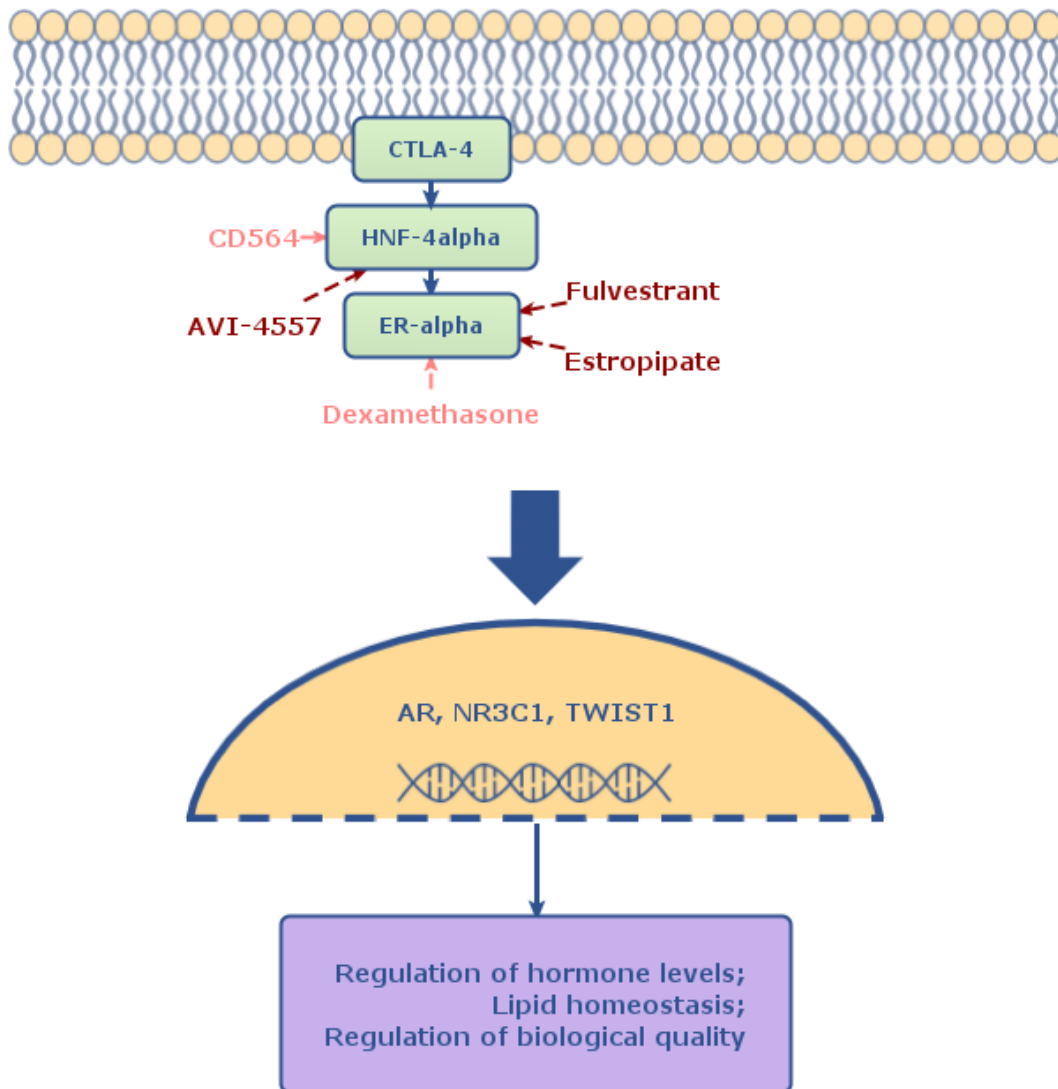 CTLA-4
CD564
HNF-4alpha
AVI-4557
ER-alpha
Fulvestrant
Estropipate
Dexamethasone
AR, NR3C1, TWIST1
Regulation of hormone levels;
Lipid homeostasis;
Regulation of biological quality